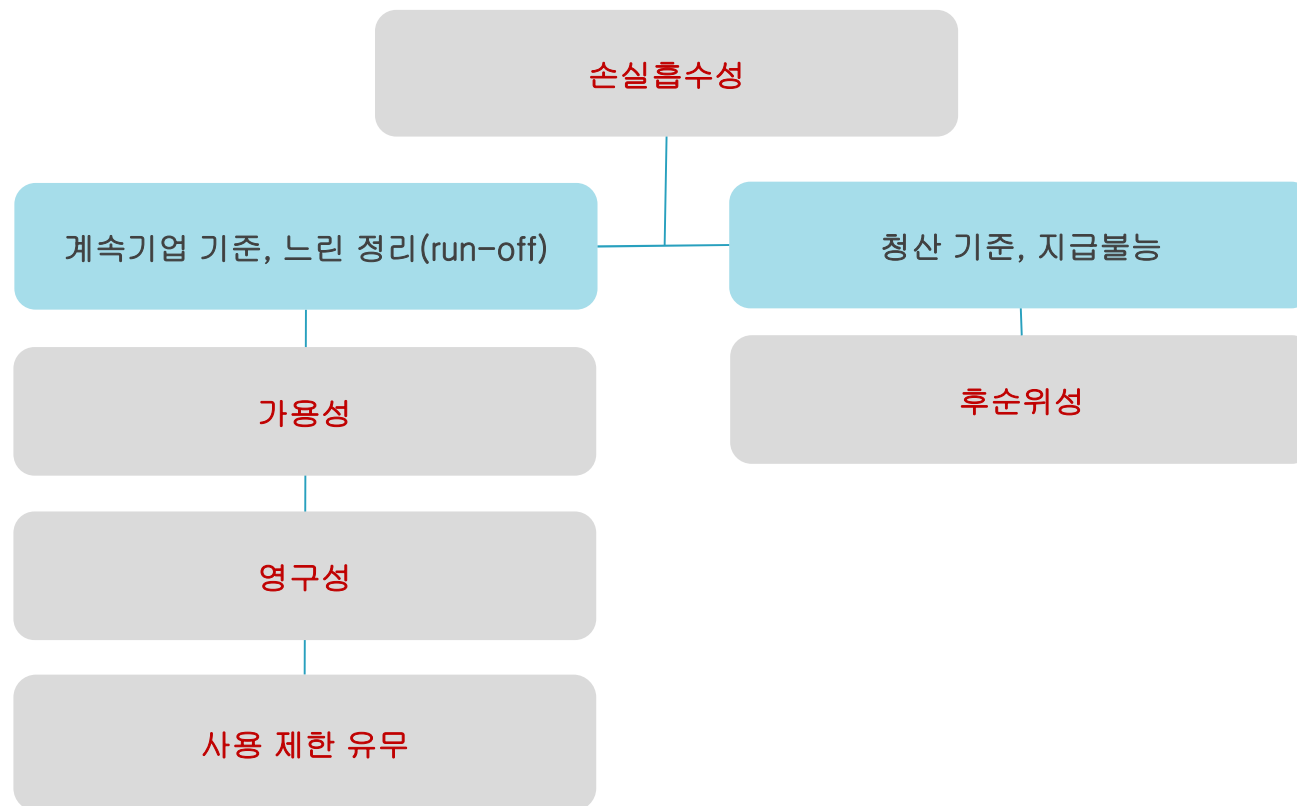 손실흡수성
계속기업 기준, 느린 정리(run-off)
청산 기준, 지급불능
가용성
후순위성
영구성
사용 제한 유무